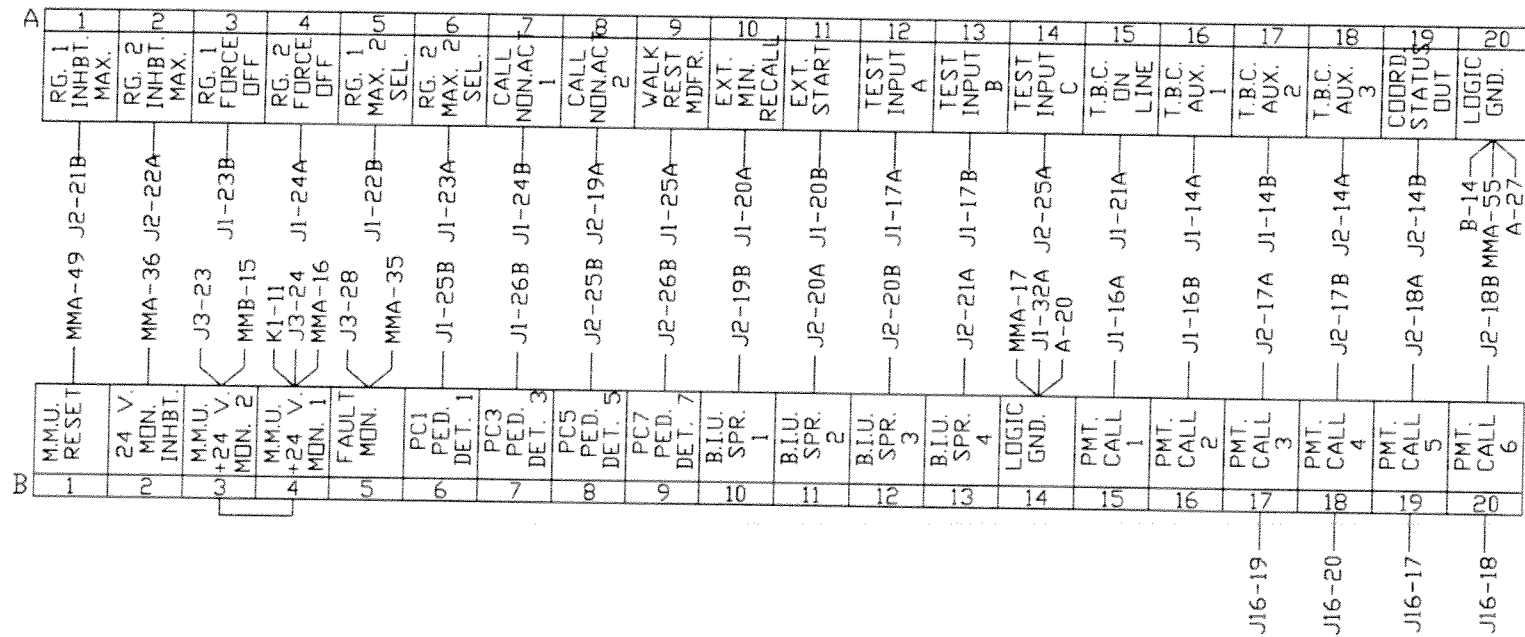 A 1 2 3 4 5 6 7 8 9 10 11 12 13 14 15 16 17 18 19 20
RG. 1
INHBT.
MAX.
RG. 2
INHBT.
MAX.
RG. 1
FORCE
OFF
RG. 2
FORCE
OFF
RG. 1
MAX. 2
SEL.
RG. 2
MAX. 2
SEL.
CALL
NON.ACT
1
CALL
NON.ACT
2
WALK
REST
MDFR.
EXT.
MIN.
RECALL
EXT.
START
TEST
INPUT
A
TEST
INPUT
B
TEST
INPUT
C
T.B.C.
ON
LINE
T.B.C.
AUX.
1
T.B.C.
AUX.
2
T.B.C.
AUX.
3
COORD.
STATUS
OUT
LOGIC
GND.
J2-21B
J2-22A
J1-23B
J1-24A
J1-22B
J1-23A
J1-24B
J2-19A
J1-25A
J1-20A
J1-20B
J1-17A
J1-17B
J2-25A
J1-21A
J1-14A
J1-14B
J2-14A
J2-14B
B-14
MMA-55
A-27
MMA-49
MMA-36
J3-23
MMB-15
K1-11
J3-24
MMA-16
J3-28
MMA-35
J1-25B
J1-26B
J2-25B
J2-26B
J2-19B
J2-20A
J2-20B
J2-21A
MMA-17
J1-32A
A-20
J1-16A
J1-16B
J2-17A
J2-17B
J2-18A
J2-18B
M.M.U.
RESET
24 V.
MON.
INHBT.
M.M.U.
+24 V.
MON. 2
M.M.U.
+24 V.
MON. 1
FAULT
MON.
PC1
PED.
DET. 1
PC3
PED.
DET. 3
PC5
PED.
DET. 5
PC7
PED.
DET. 7
B.I.U.
SPR.
1
B.I.U.
SPR.
2
B.I.U.
SPR.
3
B.I.U.
SPR.
4
LOGIC
GND.
PMT.
CALL
1
PMT.
CALL
2
PMT.
CALL
3
PMT.
CALL
4
PMT.
CALL
5
PMT.
CALL
6
B 1 2 3 4 5 6 7 8 9 10 11 12 13 14 15 16 17 18 19 20
J16-19
J16-20
J16-17
J16-18